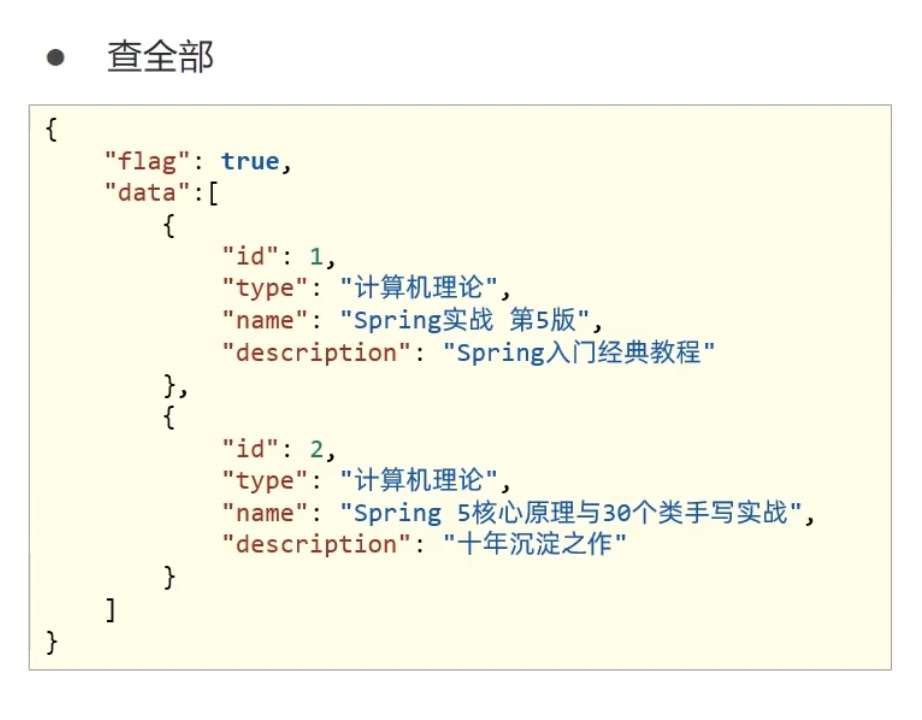 ● 查全部
{
    "flag": true,
    "data":[
        {
            "id": 1,
            "type": "计算机理论",
            "name": "Spring实战 第5版",
            "description": "Spring入门经典教程"
        },
        {
            "id": 2,
            "type": "计算机理论",
            "name": "Spring 5核心原理与30个类手写实战",
            "description": "十年沉淀之作"
        }
    ]
}